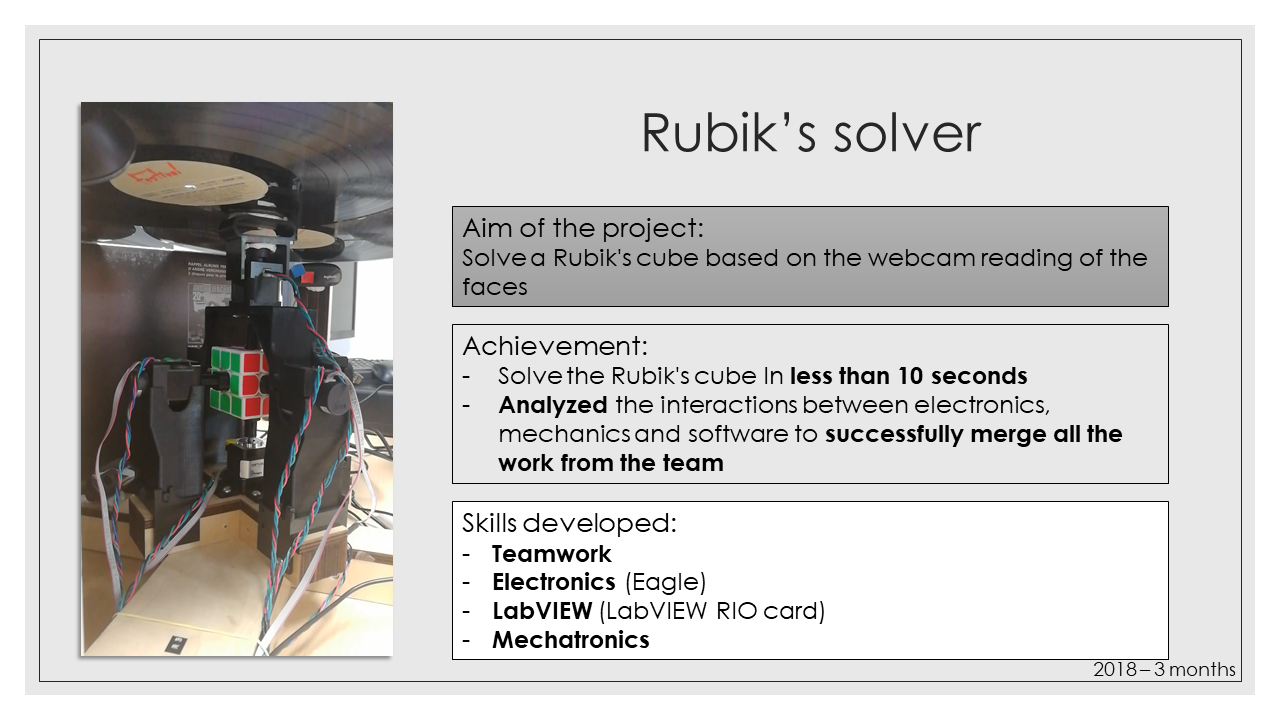 Rubik's solver
Aim of the project:
Solve a Rubik's cube based on the webcam reading of the
faces
Achievement:
- Solve the Rubik's cube In less than 10 seconds
- Analyzed the interactions between electronics,
mechanics and software to successfully merge all the
work from the team
Skills developed:
- Teamwork
- Electronics (Eagle)
- LabVIEW (LabVIEW RIO card)
- Mechatronics
2018 – 3 months